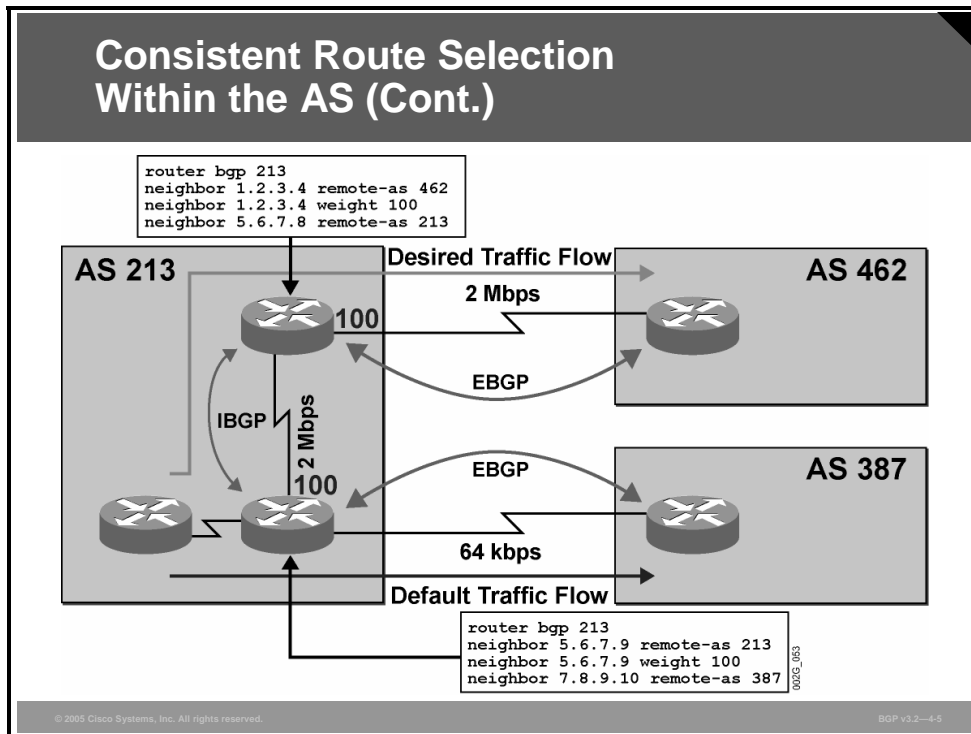 Consistent Route Selection
Within the AS (Cont.)
router bgp 213
neighbor 1.2.3.4 remote-as 462
neighbor 1.2.3.4 weight 100
neighbor 5.6.7.8 remote-as 213
AS 213
Desired Traffic Flow
AS 462
2 Mbps
100
EBGP
IBGP
2 Mbps
100
EBGP
AS 387
64 kbps
Default Traffic Flow
router bgp 213
neighbor 5.6.7.9 remote-as 213
neighbor 5.6.7.9 weight 100
neighbor 7.8.9.10 remote-as 387
002G_053
© 2005 Cisco Systems, Inc. All rights reserved.
BGP v3.2—4-5